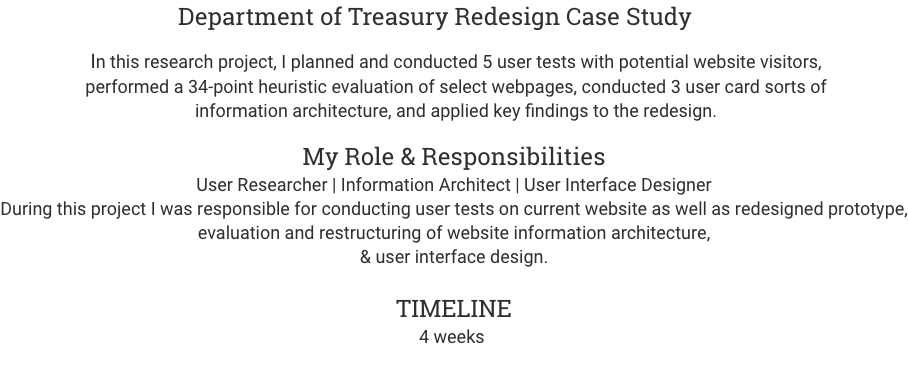 Department of Treasury Redesign Case Study
In this research project, I planned and conducted 5 user tests with potential website visitors,
performed a 34-point heuristic evaluation of select webpages, conducted 3 user card sorts of
information architecture, and applied key findings to the redesign.
My Role & Responsibilities
User Researcher | Information Architect | User Interface Designer
During this project I was responsible for conducting user tests on current website as well as redesigned prototype,
evaluation and restructuring of website information architecture,
& user interface design.
TIMELINE
4 weeks